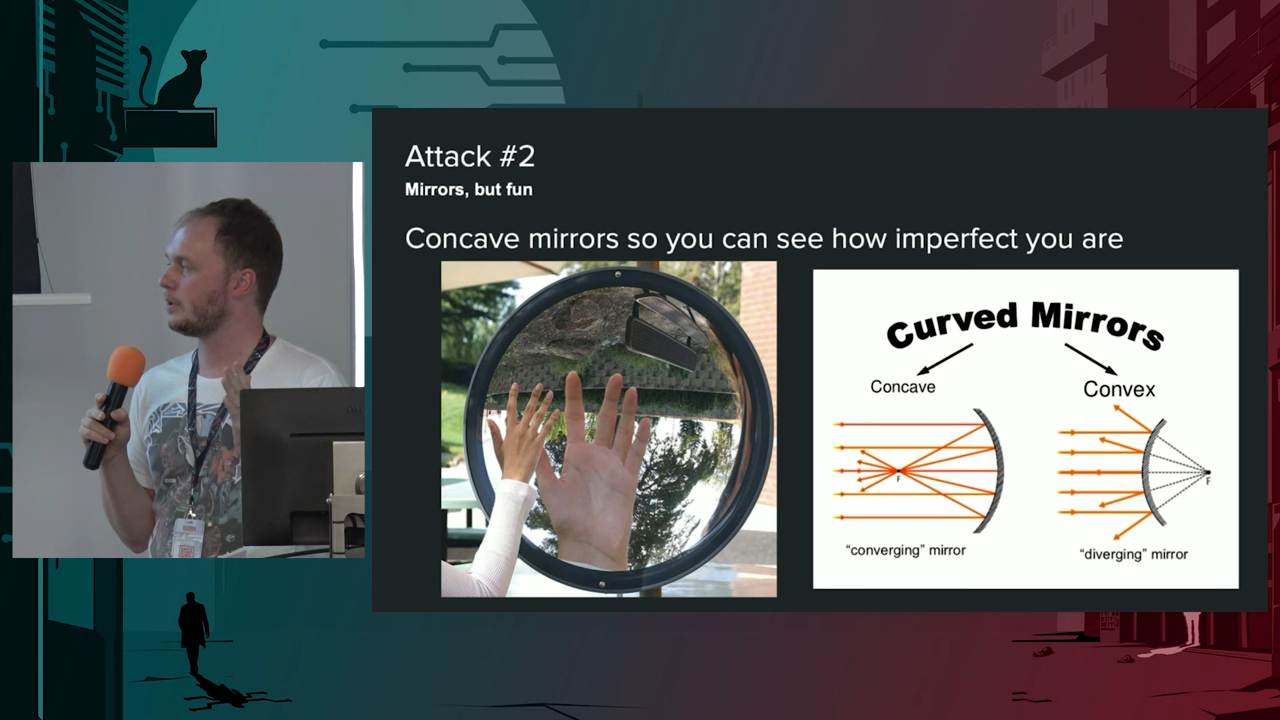 Attack #2
Mirrors, but fun
Concave mirrors so you can see how imperfect you are
Curved Mirrors
Concave
Convex
F
F
“converging” mirror
“diverging” mirror